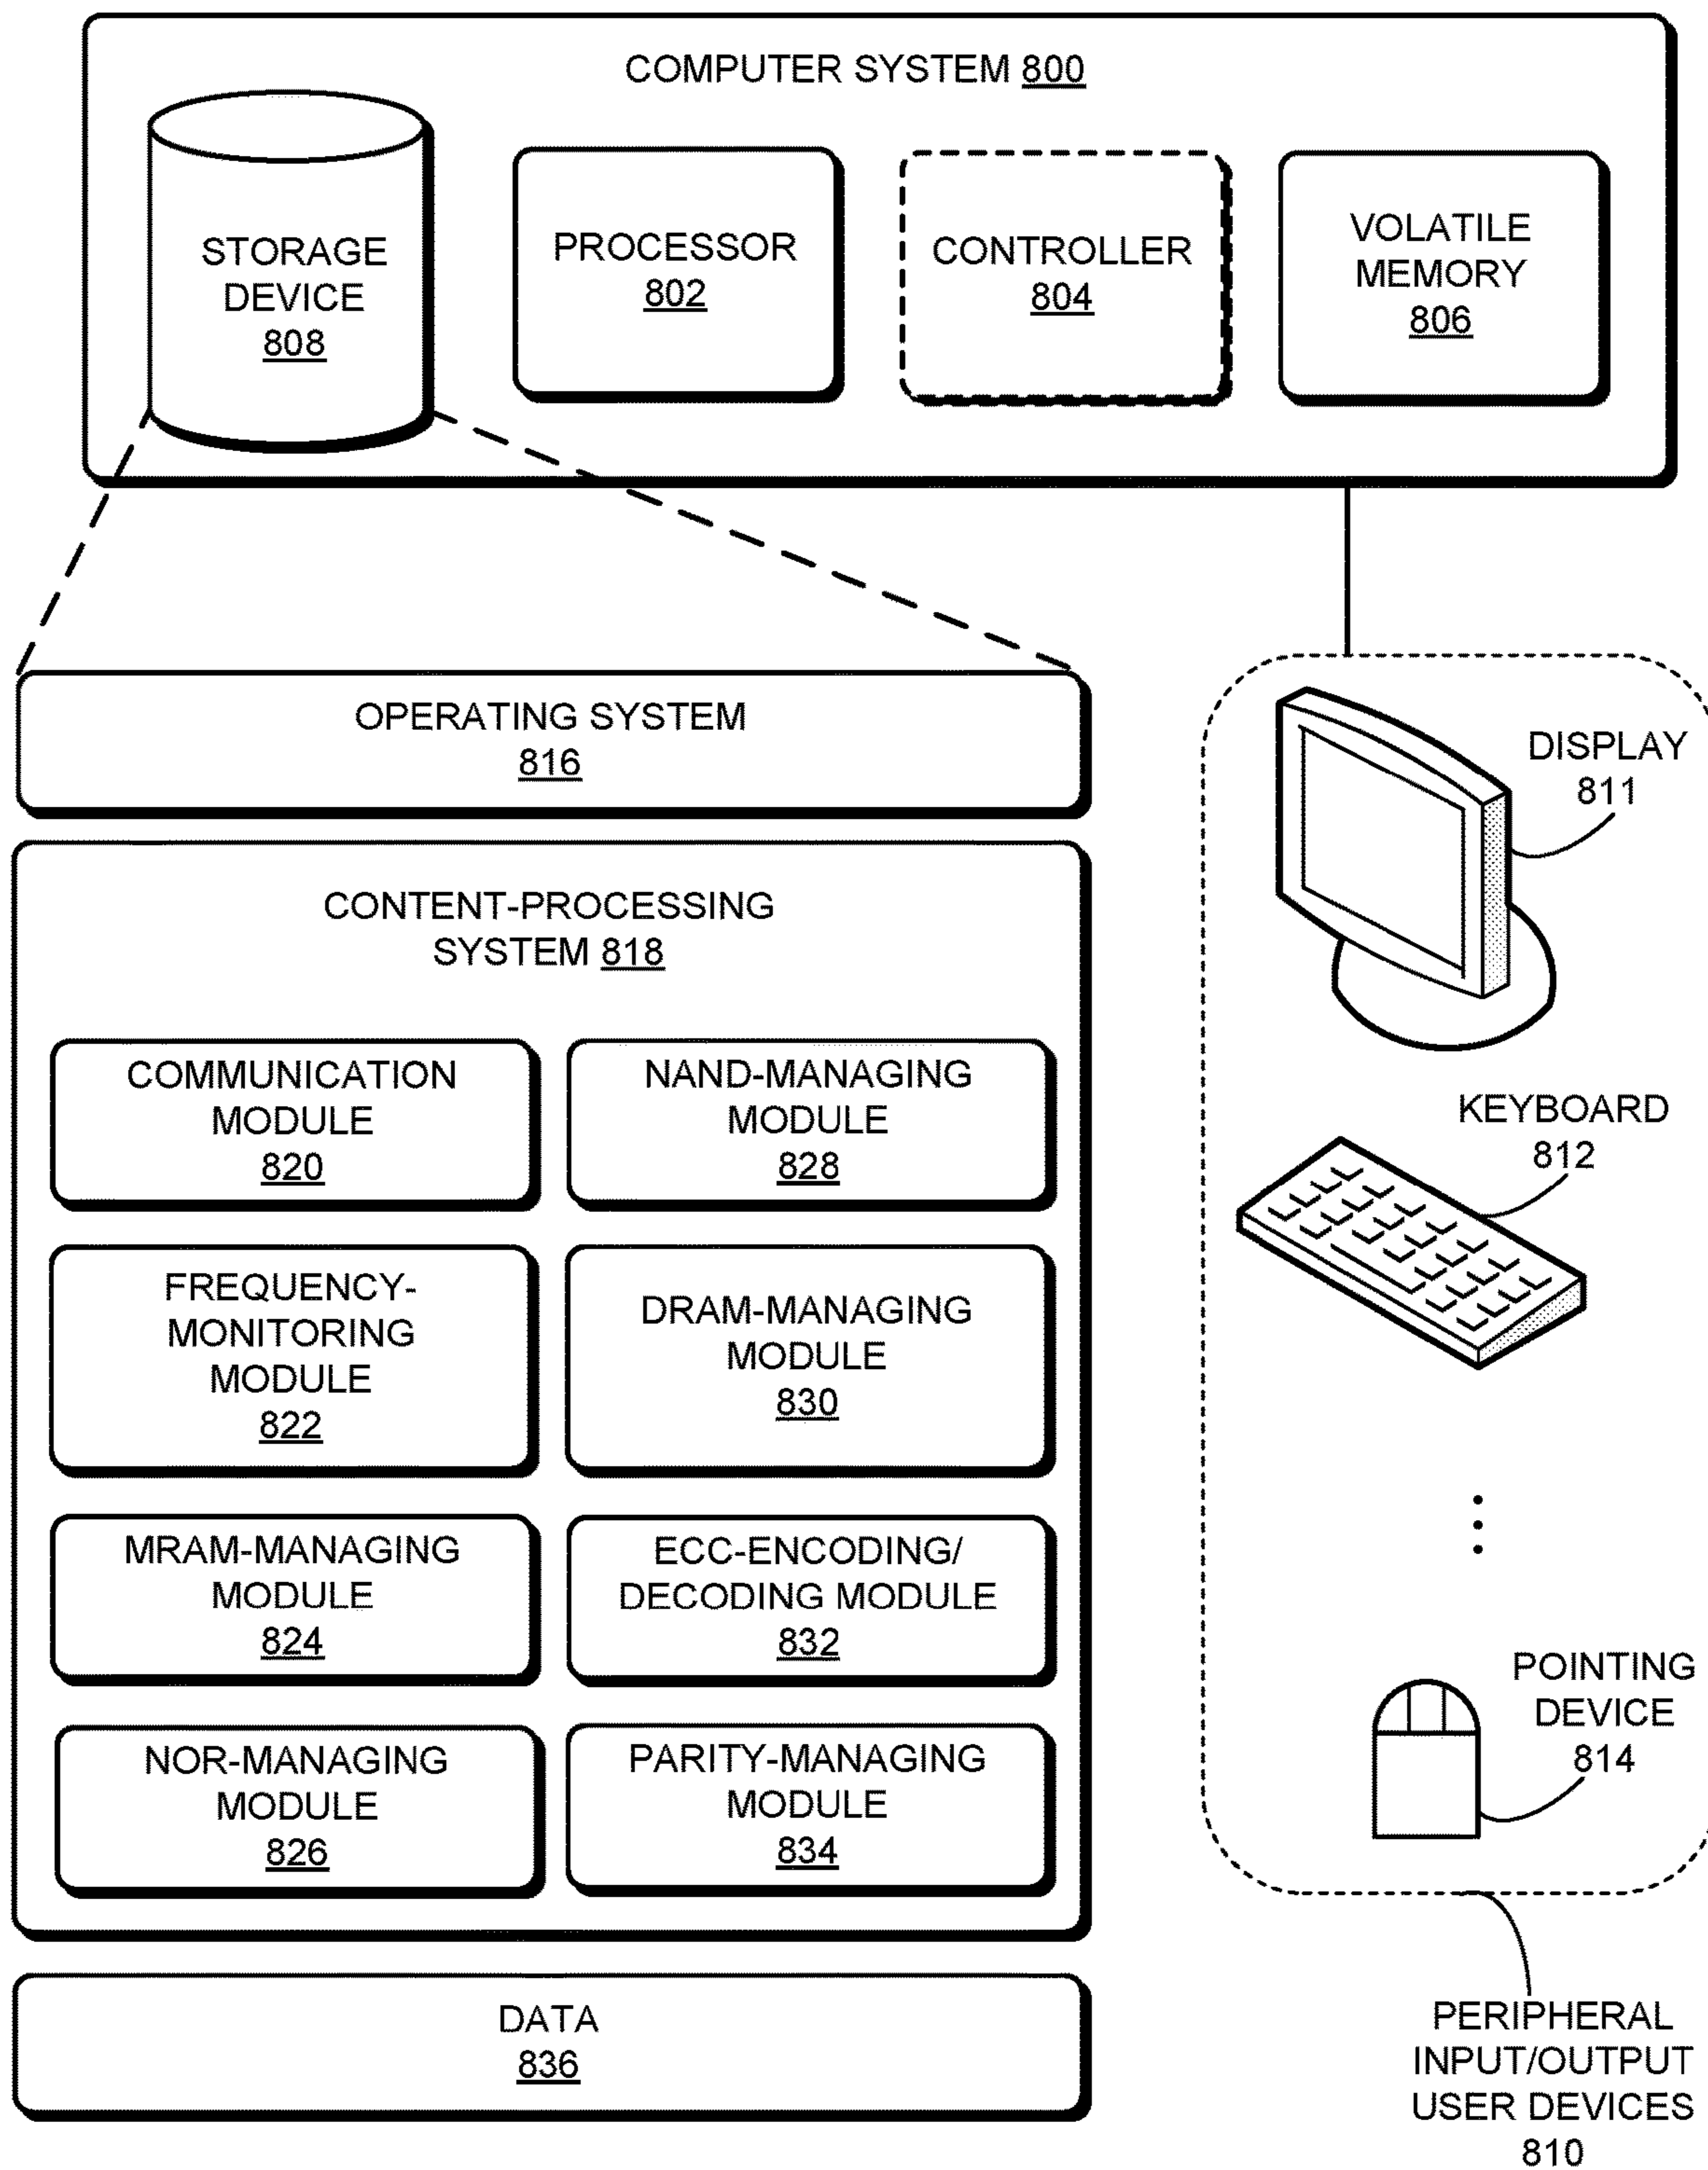 COMPUTER SYSTEM 800
STORAGE
DEVICE
808
PROCESSOR
802
CONTROLLER
804
VOLATILE
MEMORY
806
OPERATING SYSTEM
816
CONTENT-PROCESSING
SYSTEM 818
COMMUNICATION
MODULE
820
NAND-MANAGING
MODULE
828
FREQUENCY-
MONITORING
MODULE
822
DRAM-MANAGING
MODULE
830
MRAM-MANAGING
MODULE
824
ECC-ENCODING/
DECODING MODULE
832
NOR-MANAGING
MODULE
826
PARITY-MANAGING
MODULE
834
DATA
836
DISPLAY
811
KEYBOARD
812
POINTING
DEVICE
814
PERIPHERAL
INPUT/OUTPUT
USER DEVICES
810